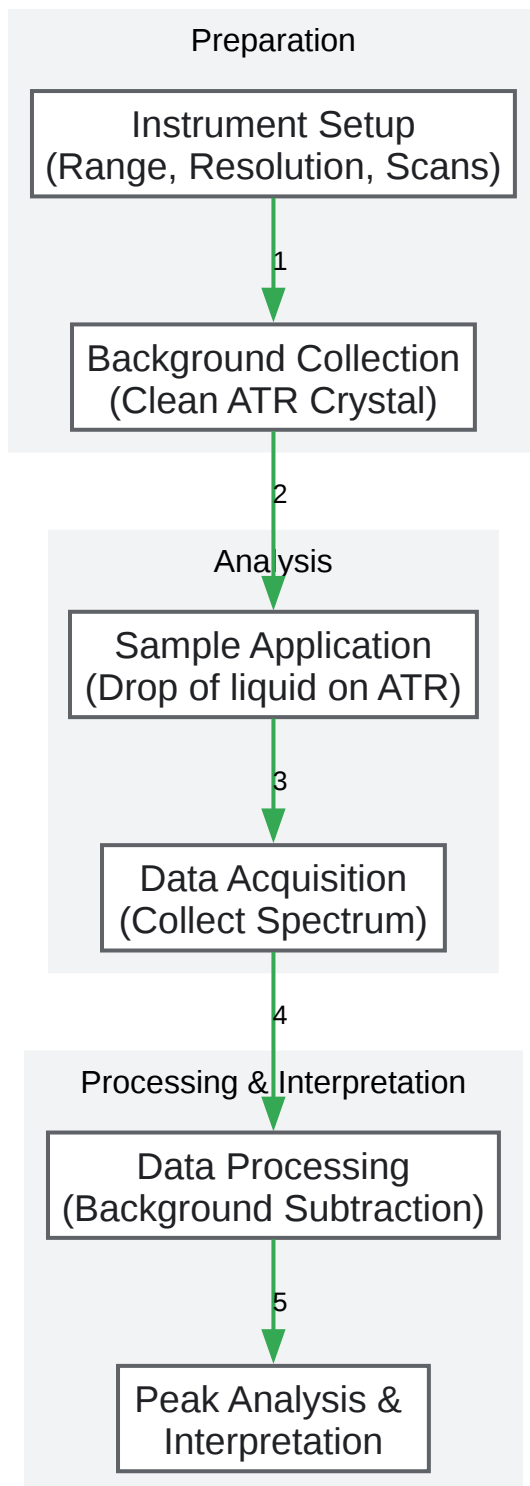 Preparation
Instrument Setup
(Range, Resolution, Scans)
1
Background Collection
(Clean ATR Crystal)
2
Analysis
Sample Application
(Drop of liquid on ATR)
3
Data Acquisition
(Collect Spectrum)
4
Processing & Interpretation
Data Processing
(Background Subtraction)
5
Peak Analysis &
Interpretation